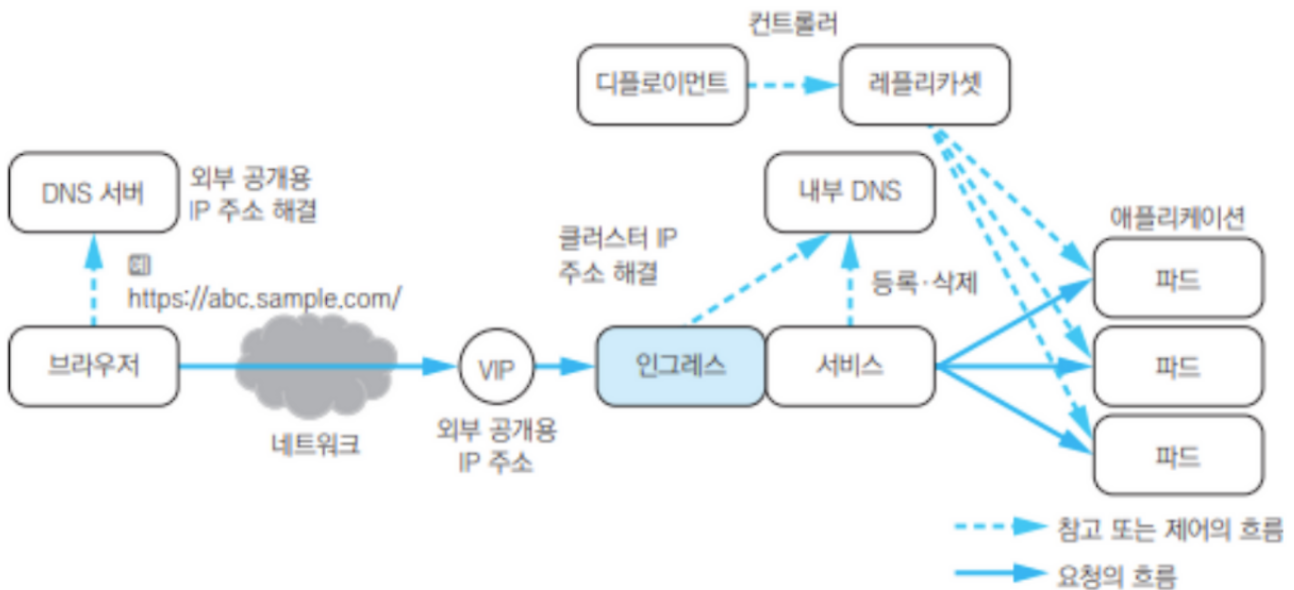 컨트롤러
디플로이먼트
레플리카셋
DNS 서버
외부 공개용
IP 주소 해결
내부 DNS
애플리케이션
클러스터 IP
주소 해결
등록·삭제
파드
예
https://abc.sample.com/
브라우저
VIP
인그레스
서비스
파드
네트워크
외부 공개용
IP 주소
파드
참고 또는 제어의 흐름
요청의 흐름